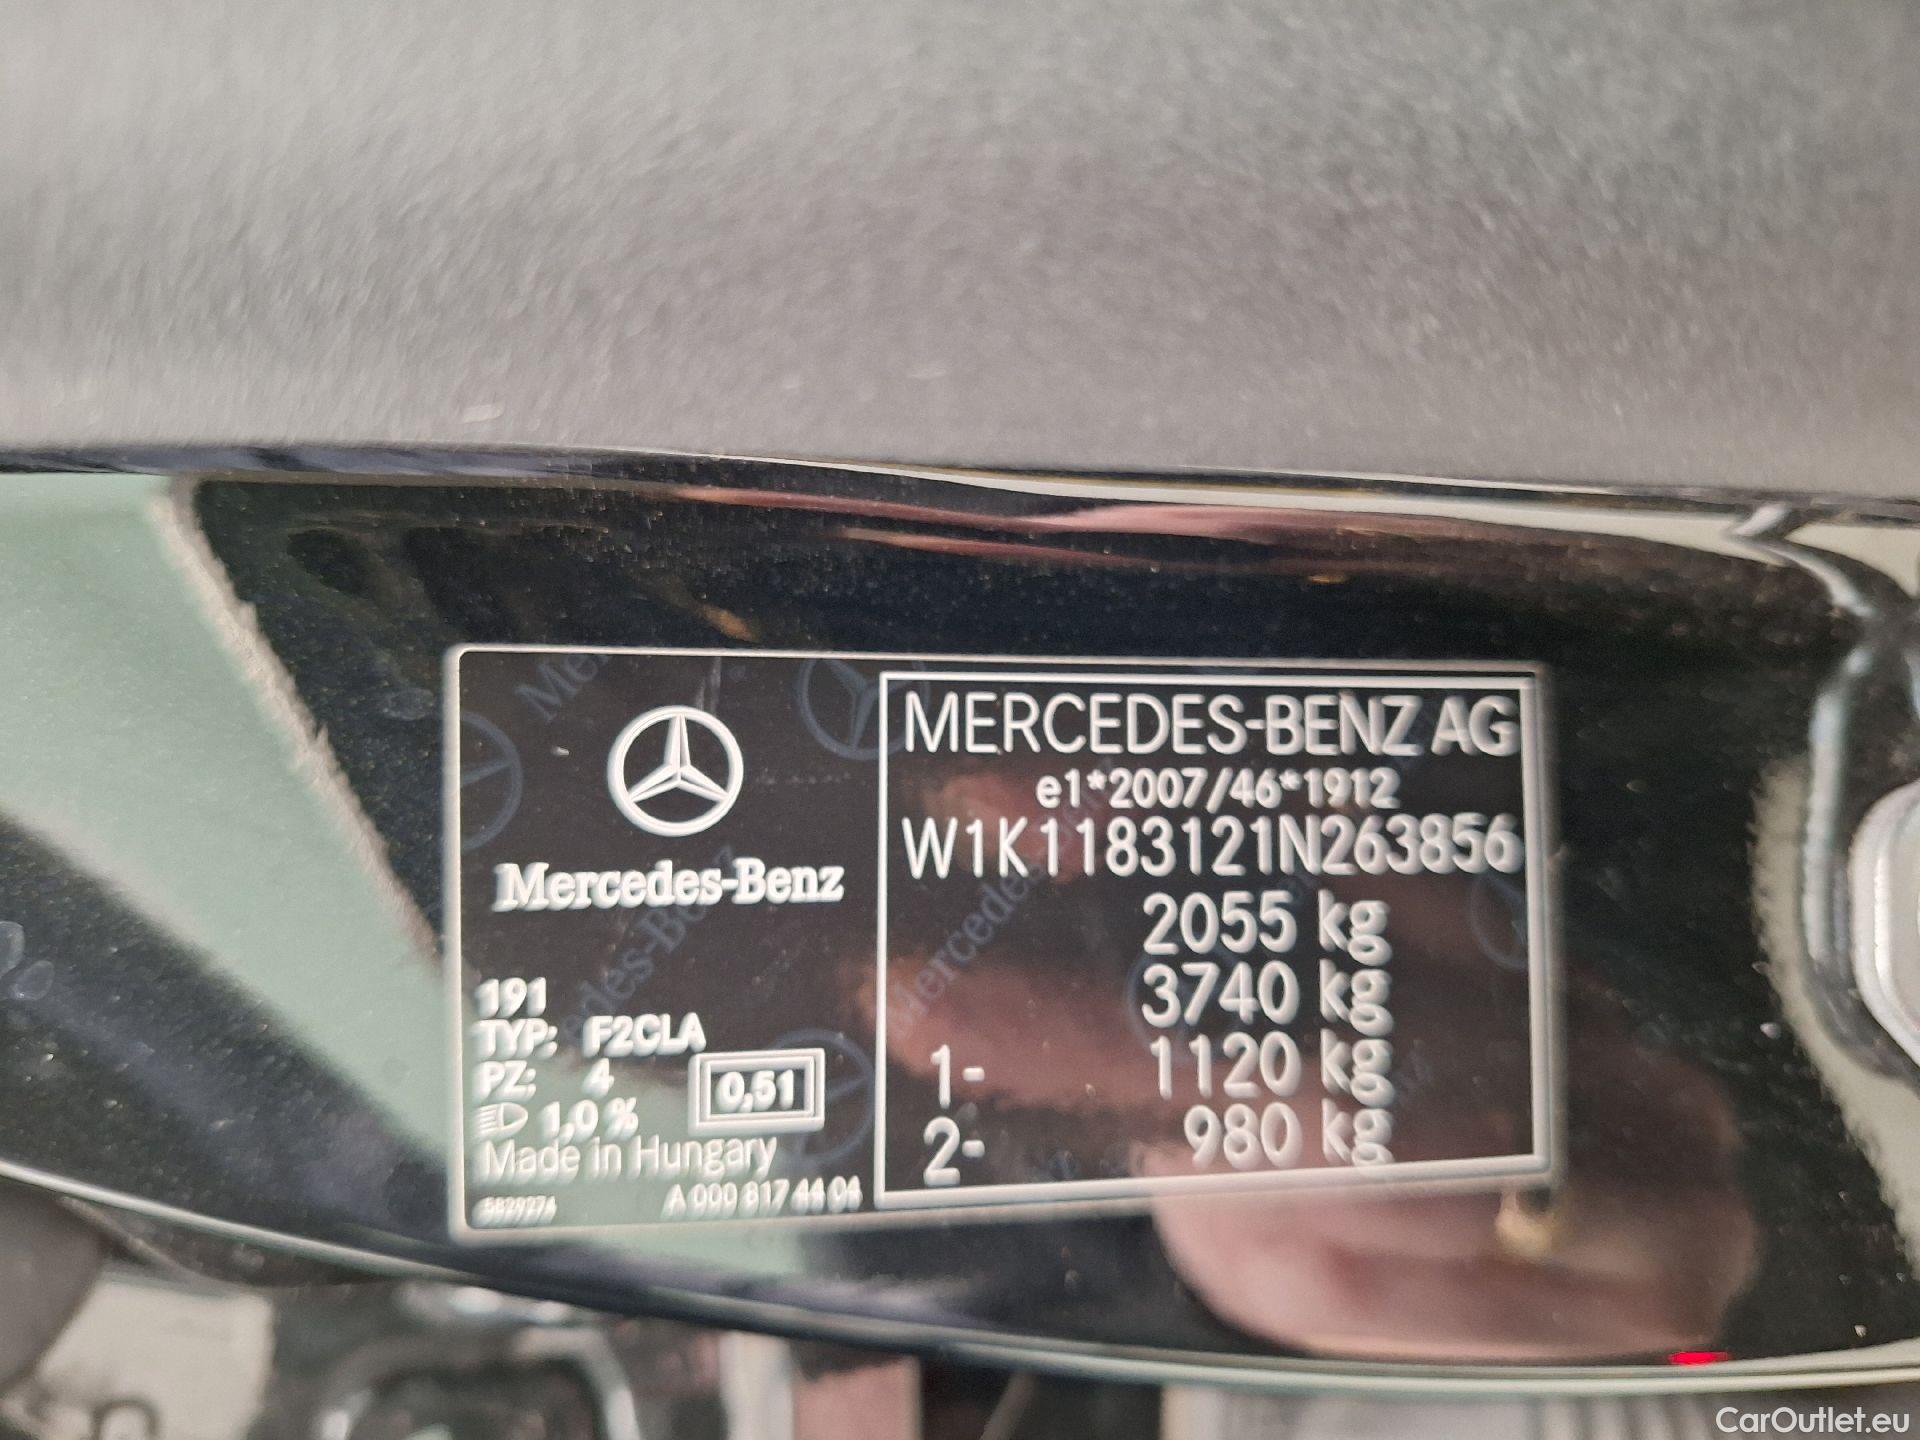 Mercedes-Benz
191
TYP: F2CLA
PZ: 4
1,0 %
0,51
Made in Hungary
5829274
A 000 817 44 04
MERCEDES-BENZ AG
e1*2007/46*1912
W1K1183121N263856
2055 kg
3740 kg
1- 1120 kg
2- 980 kg
CarOutlet.eu